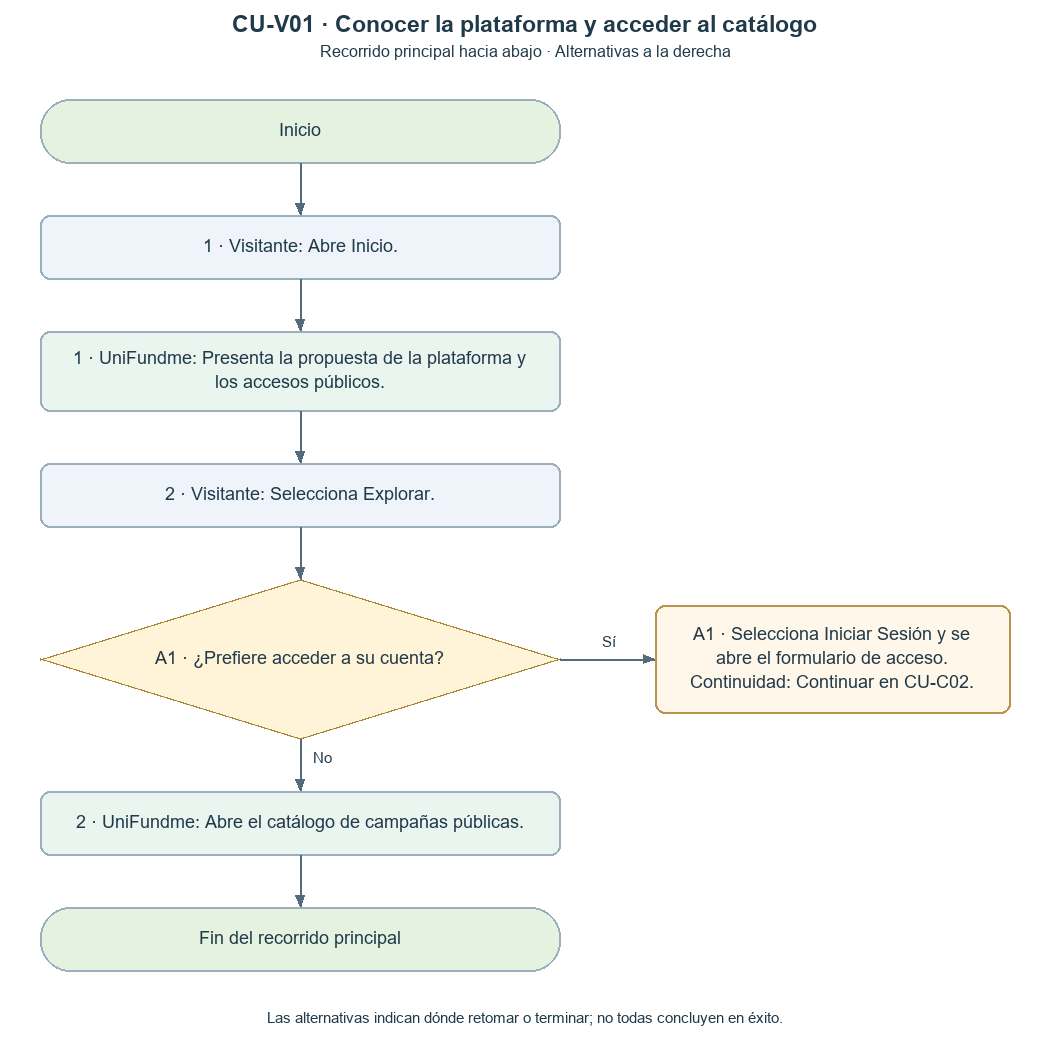 CU-V01 · Conocer la plataforma y acceder al catálogo
Recorrido principal hacia abajo · Alternativas a la derecha
Inicio
1 · Visitante: Abre Inicio.
1 · UniFundme: Presenta la propuesta de la plataforma y
los accesos públicos.
2 · Visitante: Selecciona Explorar.
A1 · ¿Prefiere acceder a su cuenta?
Sí
A1 · Selecciona Iniciar Sesión y se
abre el formulario de acceso.
Continuidad: Continuar en CU-C02.
No
2 · UniFundme: Abre el catálogo de campañas públicas.
Fin del recorrido principal
Las alternativas indican dónde retomar o terminar; no todas concluyen en éxito.